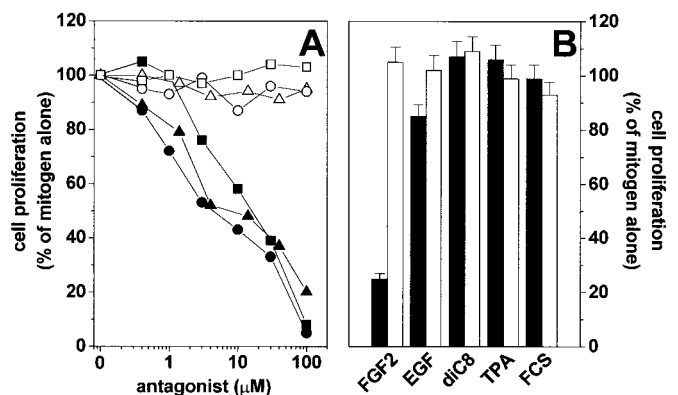 A
B
120
100
80
60
40
20
0
cell proliferation
(% of mitogen alone)
0
1
10
100
antagonist (μM)
FGF2
EGF
diC8
TPA
FCS
120
100
80
60
40
20
0
cell proliferation
(% of mitogen alone)